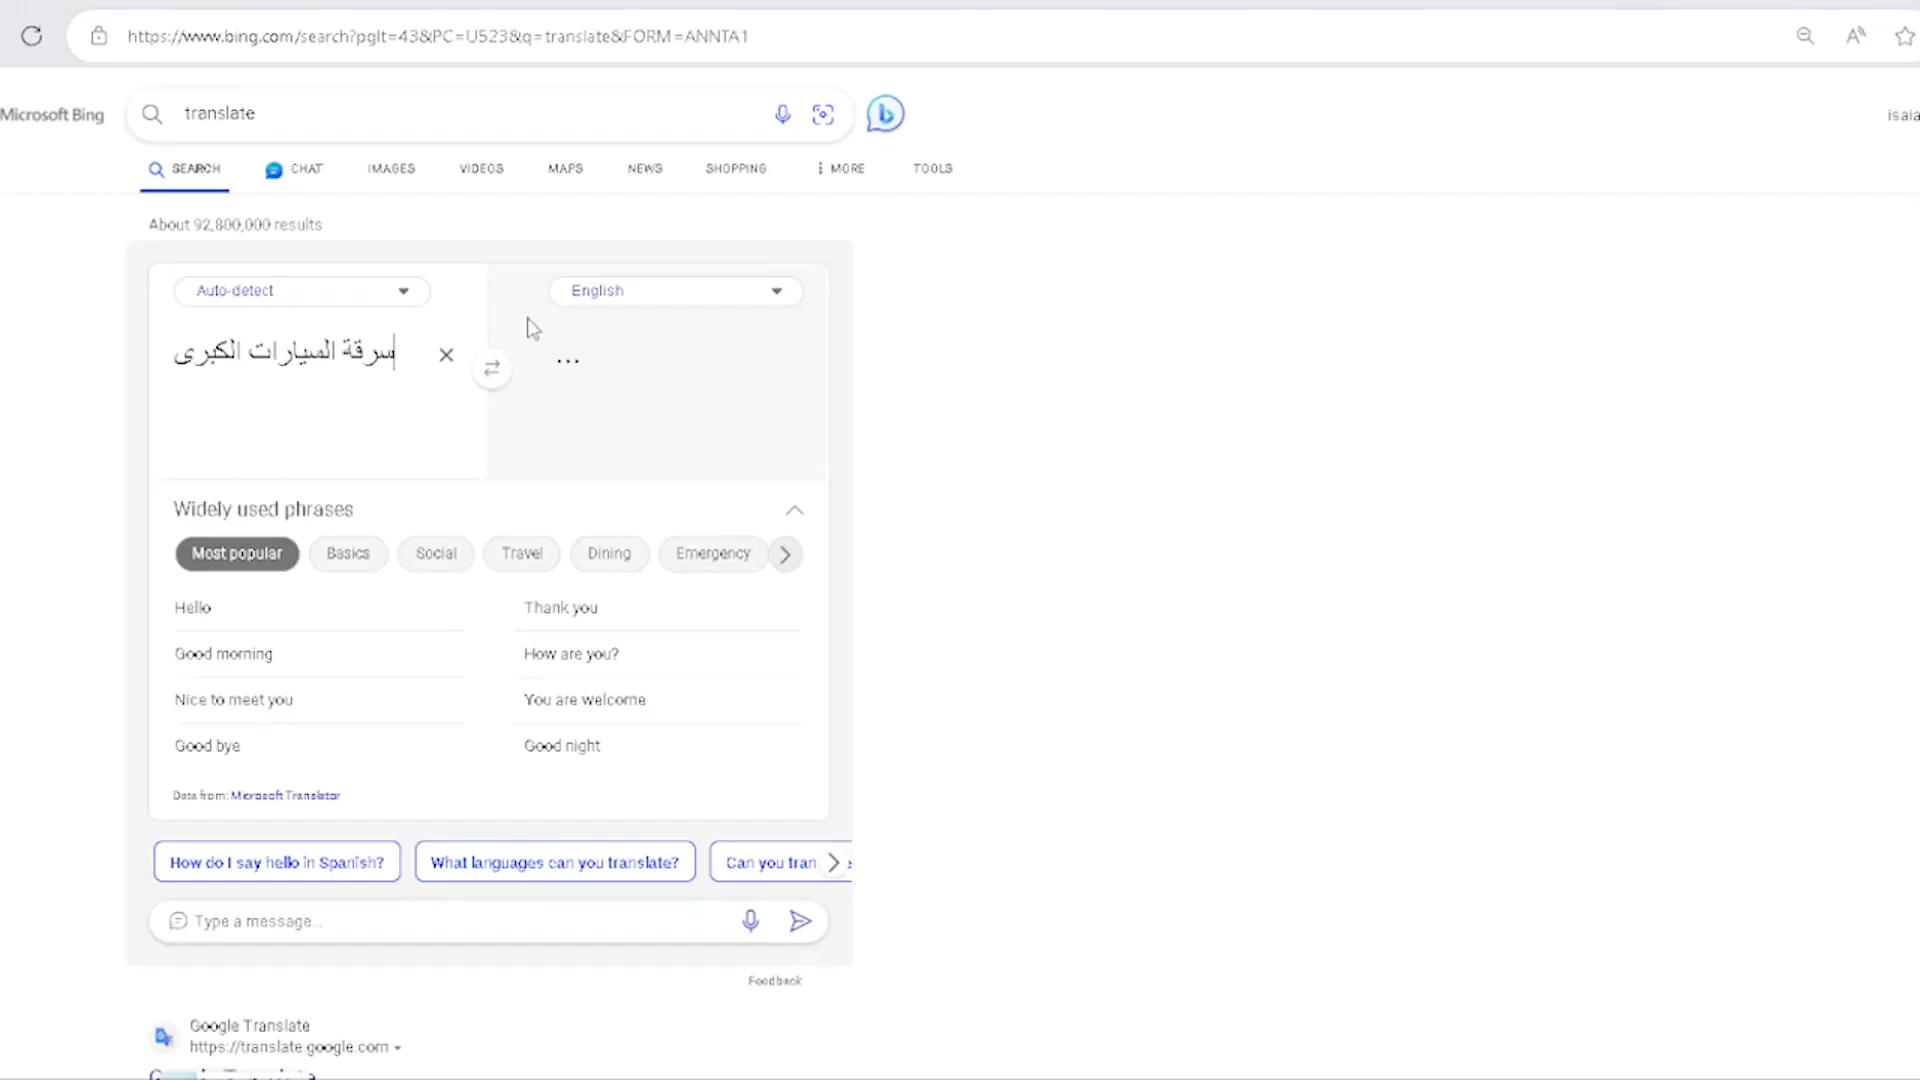 https://www.bing.com/search?pglt=43&PC=U523&q=translate&FORM=ANNTA1
Microsoft Bing
translate
isaia
SEARCH CHAT IMAGES VIDEOS MAPS NEWS SHOPPING MORE TOOLS
About 92,800,000 results
Auto-detect
English
سرقة السيارات الكبرى
...
Widely used phrases
Most popular Basics Social Travel Dining Emergency
Hello
Thank you
Good morning
How are you?
Nice to meet you
You are welcome
Good bye
Good night
Data from: Microsoft Translator
How do I say hello in Spanish?
What languages can you translate?
Can you tran
Type a message...
Feedback
Google Translate
https://translate.google.com